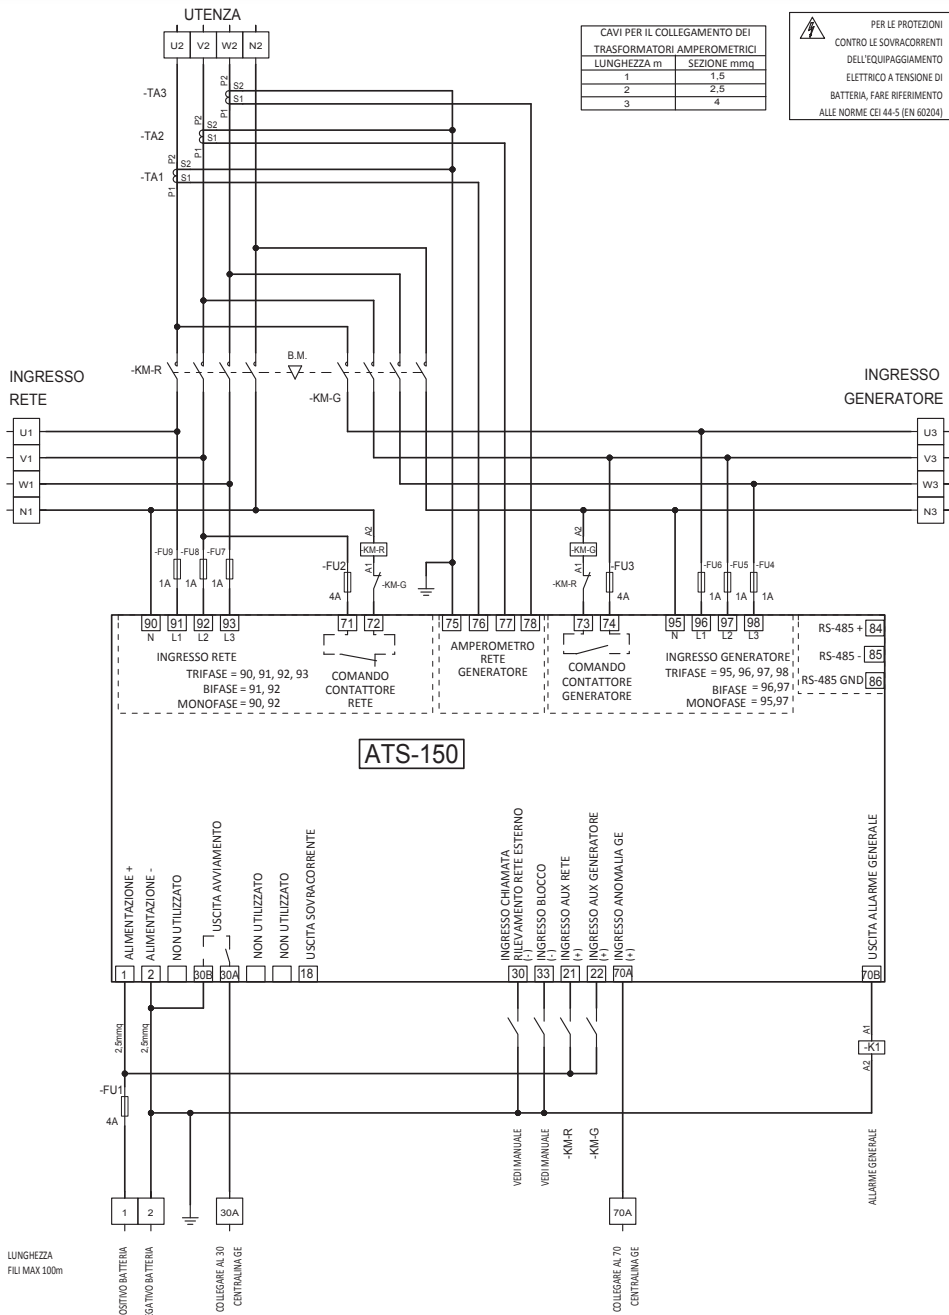 UTENZA
U2 V2 W2 N2
CAVI PER IL COLLEGAMENTO DEI
TRASFORMATORI AMPEROMETRICI
LUNGHEZZA m SEZIONE mmq
1 1,5
2 2,5
3 4
PER LE PROTEZIONI
CONTRO LE SOVRACORRENTI
DELL'EQUIPAGGIAMENTO
ELETTRICO A TENSIONE DI
BATTERIA, FARE RIFERIMENTO
ALLE NORME CEI 44-5 (EN 60204)
-TA3 P2 P1 S2 S1
-TA2 P2 P1 S2 S1
-TA1 P2 P1 S2 S1
-KM-R B.M. -KM-G
INGRESSO
RETE
INGRESSO
GENERATORE
U1 U3
V1 V3
W1 W3
N1 N3
-FU9 -FU8 -FU7
1A 1A 1A
-FU2
4A
A2
-KM-R
A1
-KM-G
A2
-KM-G
A1
-KM-R
-FU3
4A
-FU6 -FU5 -FU4
1A 1A 1A
90 91 92 93 71 72 75 76 77 78 73 74 95 96 97 98
N L1 L2 L3 N L1 L2 L3
INGRESSO RETE
TRIFASE = 90, 91, 92, 93
BIFASE = 91, 92
MONOFASE = 90, 92
COMANDO
CONTATTORE
RETE
AMPEROMETRO
RETE
GENERATORE
COMANDO
CONTATTORE
GENERATORE
INGRESSO GENERATORE
TRIFASE = 95, 96, 97, 98
BIFASE = 96,97
MONOFASE = 95,97
RS-485 + 84
RS-485 - 85
RS-485 GND 86
ATS-150
ALIMENTAZIONE +
ALIMENTAZIONE -
NON UTILIZZATO
USCITA AVVIAMENTO
NON UTILIZZATO
NON UTILIZZATO
USCITA SOVRACORRENTE
INGRESSO CHIAMATA
RILEVAMENTO RETE ESTERNO
(-)
INGRESSO BLOCCO
(-)
INGRESSO AUX RETE
(+)
INGRESSO AUX GENERATORE
(+)
INGRESSO ANOMALIA GE
(+)
USCITA ALLARME GENERALE
1 2 30B 30A 18 30 33 21 22 70A 70B
2,5mmq
2,5mmq
-FU1
4A
A1
-K1
A2
VEDI MANUALE
VEDI MANUALE
-KM-R
-KM-G
ALLARME GENERALE
1 2 30A 70A
LUNGHEZZA
FILI MAX 100m
OSITIVO BATTERIA
EGATIVO BATTERIA
COLLEGARE AL 30
CENTRALINA GE
COLLEGARE AL 70
CENTRALINA GE